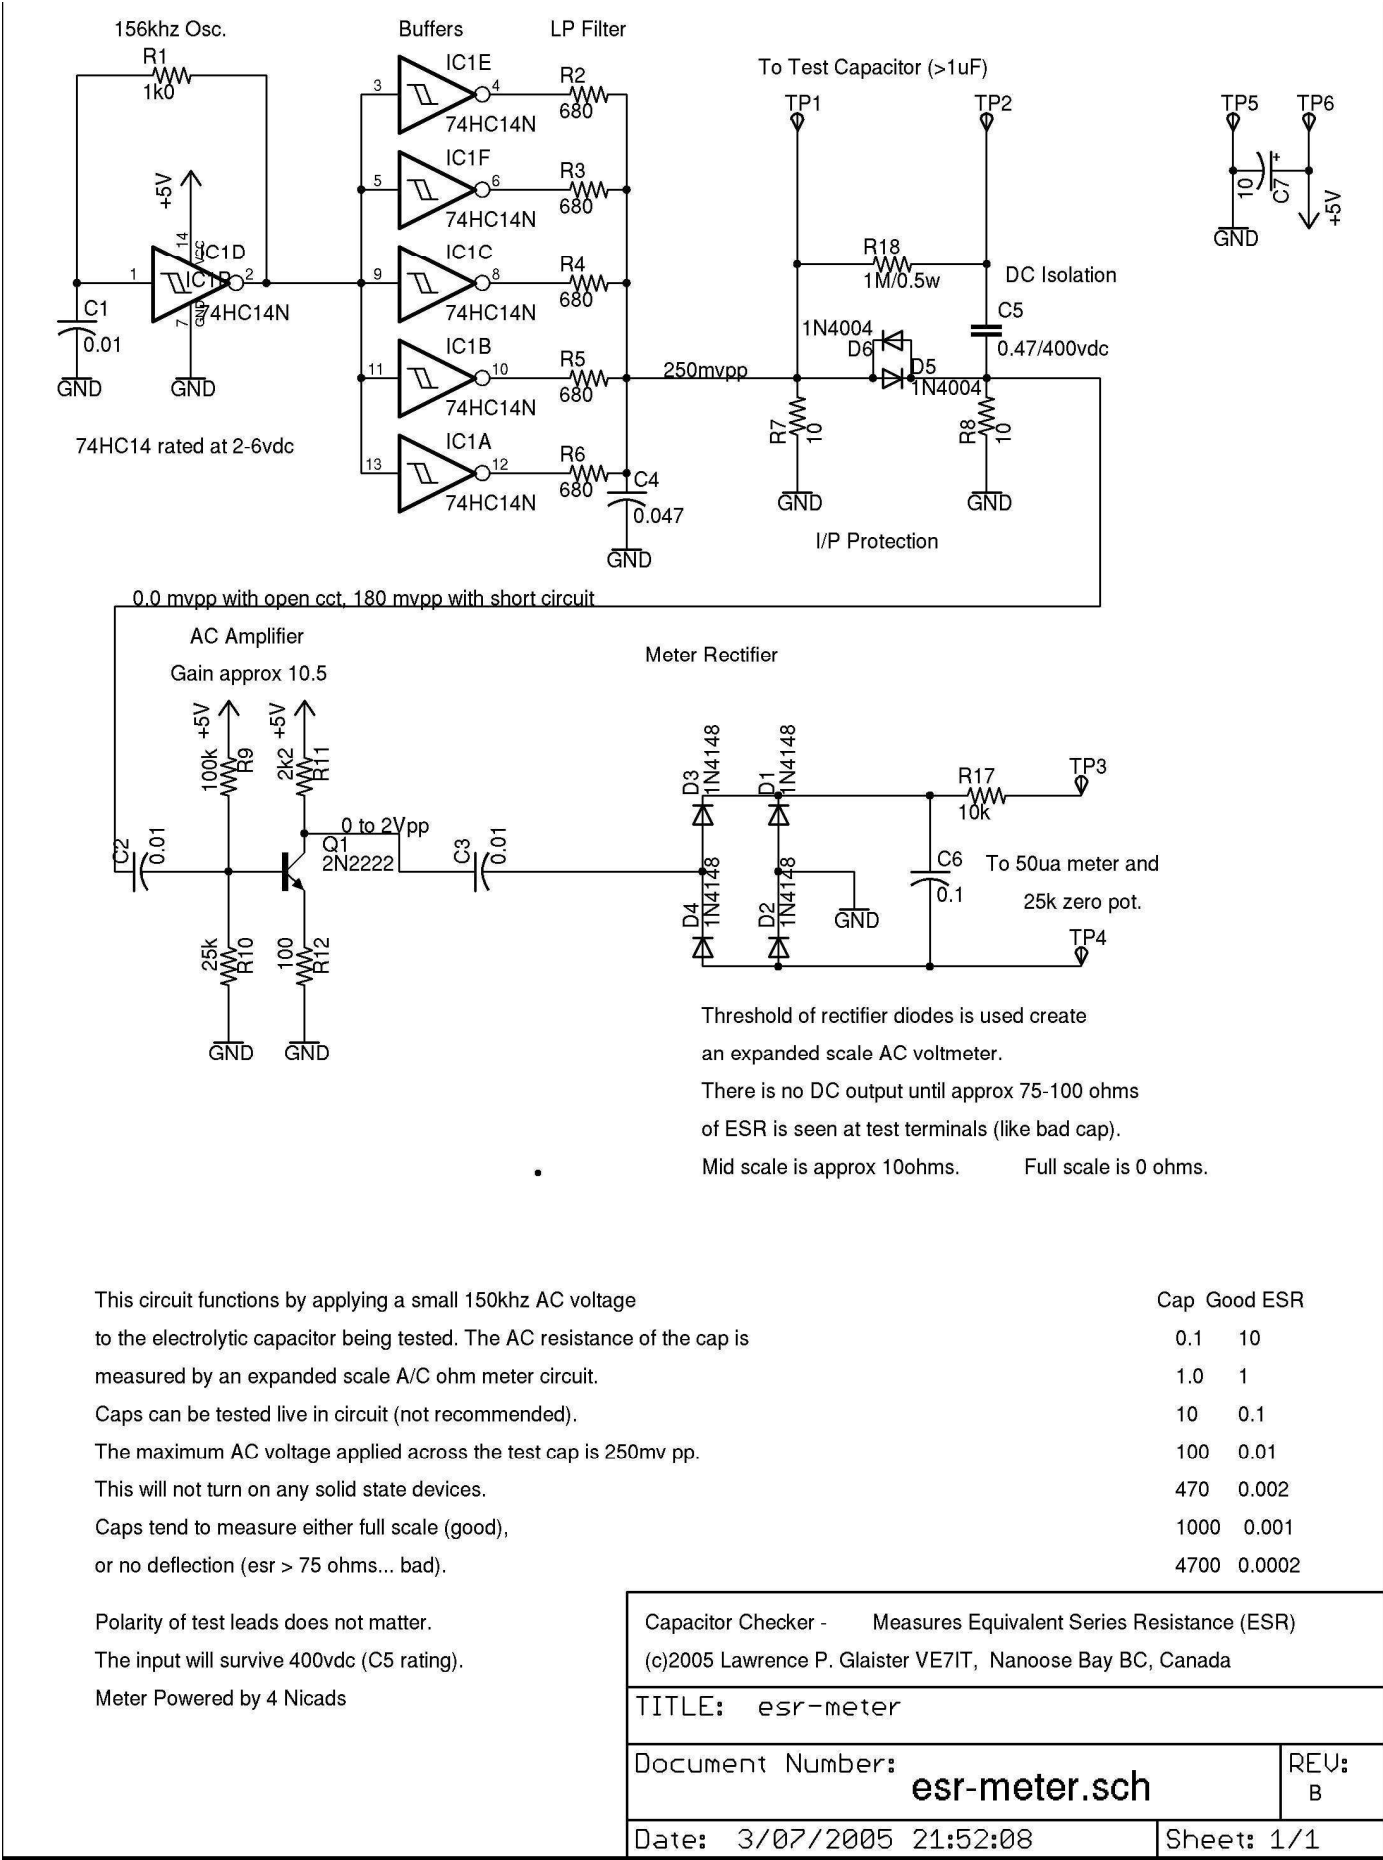 156khz Osc.
Buffers
LP Filter
R1
1k0
IC1E
3
4
74HC14N
R2
680
To Test Capacitor (>1uF)
TP1
TP2
TP5
TP6
IC1F
5
6
74HC14N
R3
680
+5V
10
C7
+
+5V
GND
14
VCC
IC1D
IC1P
1
2
7
GND
74HC14N
C1
0.01
GND
GND
IC1C
9
8
74HC14N
R4
680
R18
1M/0.5w
DC Isolation
C5
0.47/400vdc
1N4004
D6
D5
1N4004
IC1B
11
10
74HC14N
R5
680
250mvpp
R7
10
R8
10
74HC14 rated at 2-6vdc
IC1A
13
12
74HC14N
R6
680
C4
0.047
GND
GND
GND
I/P Protection
0.0 mvpp with open cct, 180 mvpp with short circuit
AC Amplifier
Gain approx 10.5
Meter Rectifier
+5V
+5V
100k
R9
2k2
R11
0 to 2Vpp
Q1
2N2222
C2
0.01
C3
0.01
25k
R10
100
R12
GND
GND
D3
1N4148
D1
1N4148
D4
1N4148
D2
1N4148
GND
R17
10k
TP3
C6
0.1
To 50ua meter and
25k zero pot.
TP4
Threshold of rectifier diodes is used create
an expanded scale AC voltmeter.
There is no DC output until approx 75-100 ohms
of ESR is seen at test terminals (like bad cap).
Mid scale is approx 10ohms. Full scale is 0 ohms.
This circuit functions by applying a small 150khz AC voltage
to the electrolytic capacitor being tested. The AC resistance of the cap is
measured by an expanded scale A/C ohm meter circuit.
Caps can be tested live in circuit (not recommended).
The maximum AC voltage applied across the test cap is 250mv pp.
This will not turn on any solid state devices.
Caps tend to measure either full scale (good),
or no deflection (esr > 75 ohms... bad).
Polarity of test leads does not matter.
The input will survive 400vdc (C5 rating).
Meter Powered by 4 Nicads
Cap Good ESR
0.1 10
1.0 1
10 0.1
100 0.01
470 0.002
1000 0.001
4700 0.0002
Capacitor Checker - Measures Equivalent Series Resistance (ESR)
(c)2005 Lawrence P. Glaister VE7IT, Nanoose Bay BC, Canada
TITLE: esr-meter
Document Number:
esr-meter.sch
REV:
B
Date: 3/07/2005 21:52:08
Sheet: 1/1